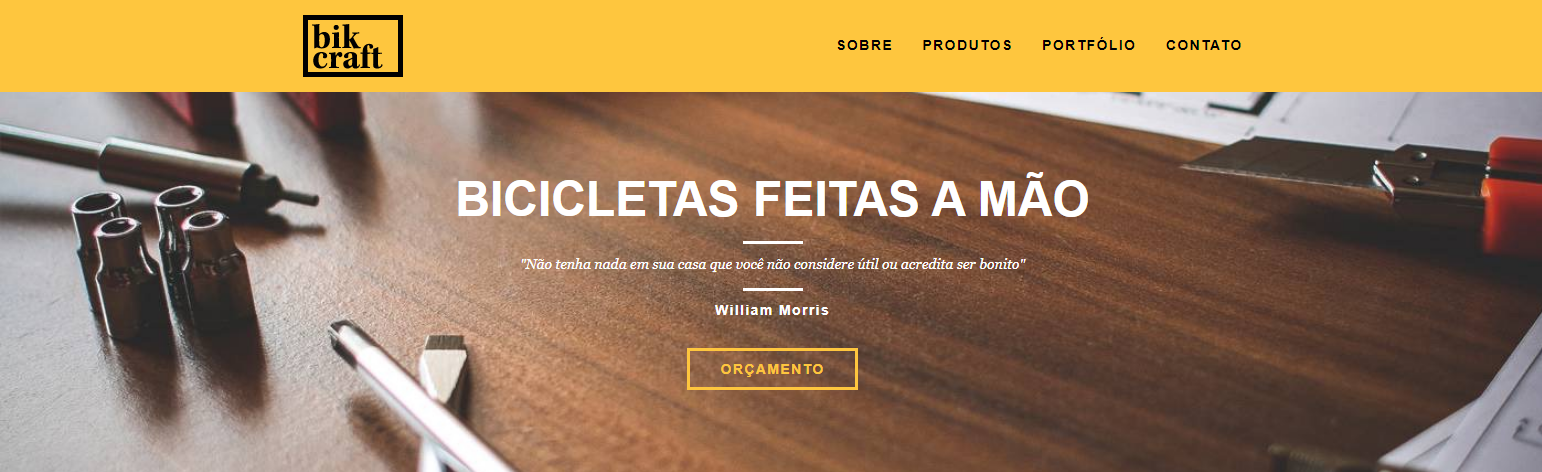 bik
craft
SOBRE PRODUTOS PORTFÓLIO CONTATO
BICICLETAS FEITAS A MÃO
"Não tenha nada em sua casa que você não considere útil ou acredita ser bonito"
William Morris
ORÇAMENTO